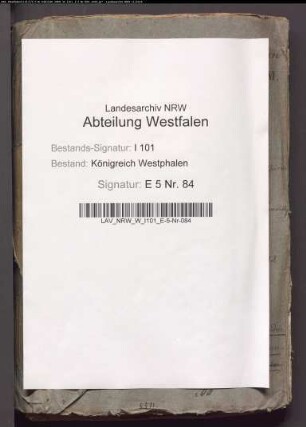 Landesarchiv NRW
Abteilung Westfalen
Bestands-Signatur: I 101
Bestand: Königreich Westphalen
Signatur: E 5 Nr. 84
LAV_NRW_W_I101_E-5-Nr-084